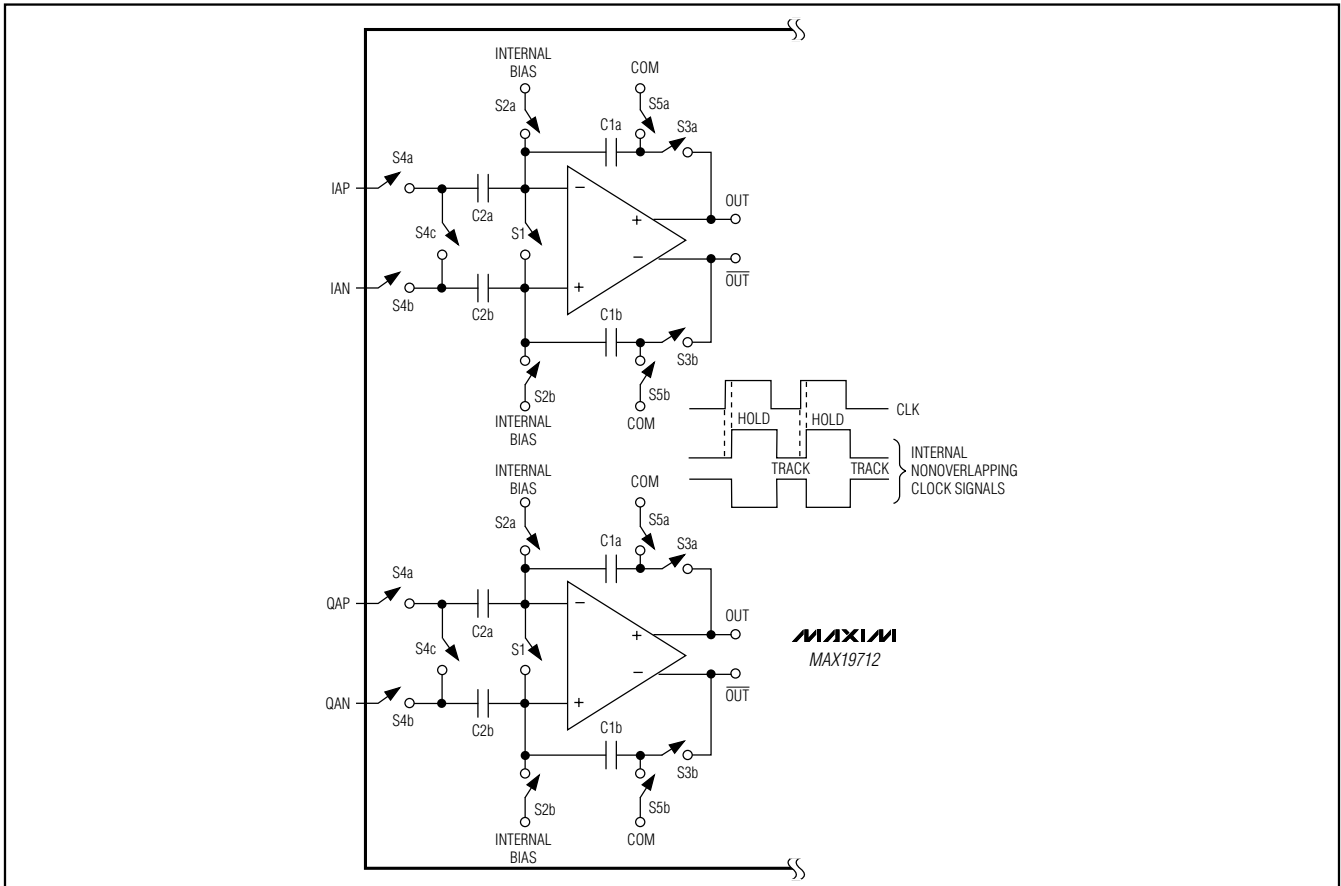 INTERNAL
BIAS
COM
S2a
S5a
C1a
S3a
S4a
IAP
C2a
−
+
OUT
S4c
S1
−
OUT
IAN
S4b
C2b
+
C1b
S3b
S2b
S5b
INTERNAL
BIAS
COM
CLK
HOLD
HOLD
TRACK
TRACK
INTERNAL
NONOVERLAPPING
CLOCK SIGNALS
INTERNAL
BIAS
COM
S2a
S5a
C1a
S3a
S4a
QAP
C2a
−
+
OUT
S4c
S1
−
OUT
QAN
S4b
C2b
+
C1b
S3b
S2b
S5b
INTERNAL
BIAS
COM
MAXIM
MAX19712